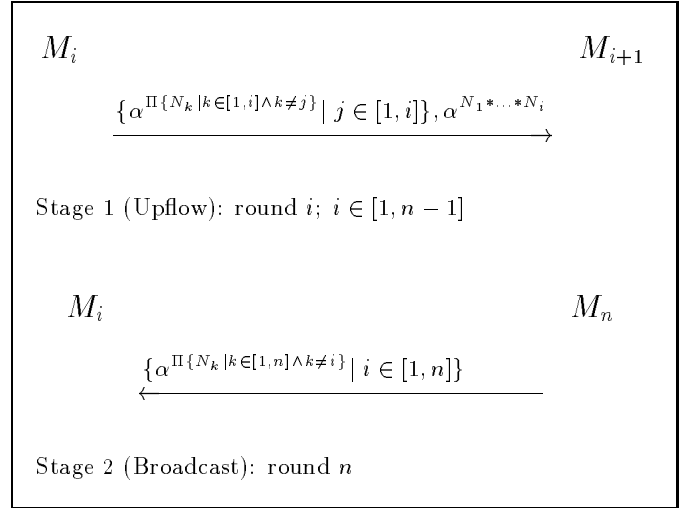 M_i M_{i+1}
{α^{Π{N_k |k∈[1,i]∧k≠j}} | j ∈ [1, i]}, α^{N_1*...*N_i}
Stage 1 (Upflow): round i; i ∈ [1, n − 1]
M_i M_n
{α^{Π{N_k |k∈[1,n]∧k≠i}} | i ∈ [1, n]}
Stage 2 (Broadcast): round n